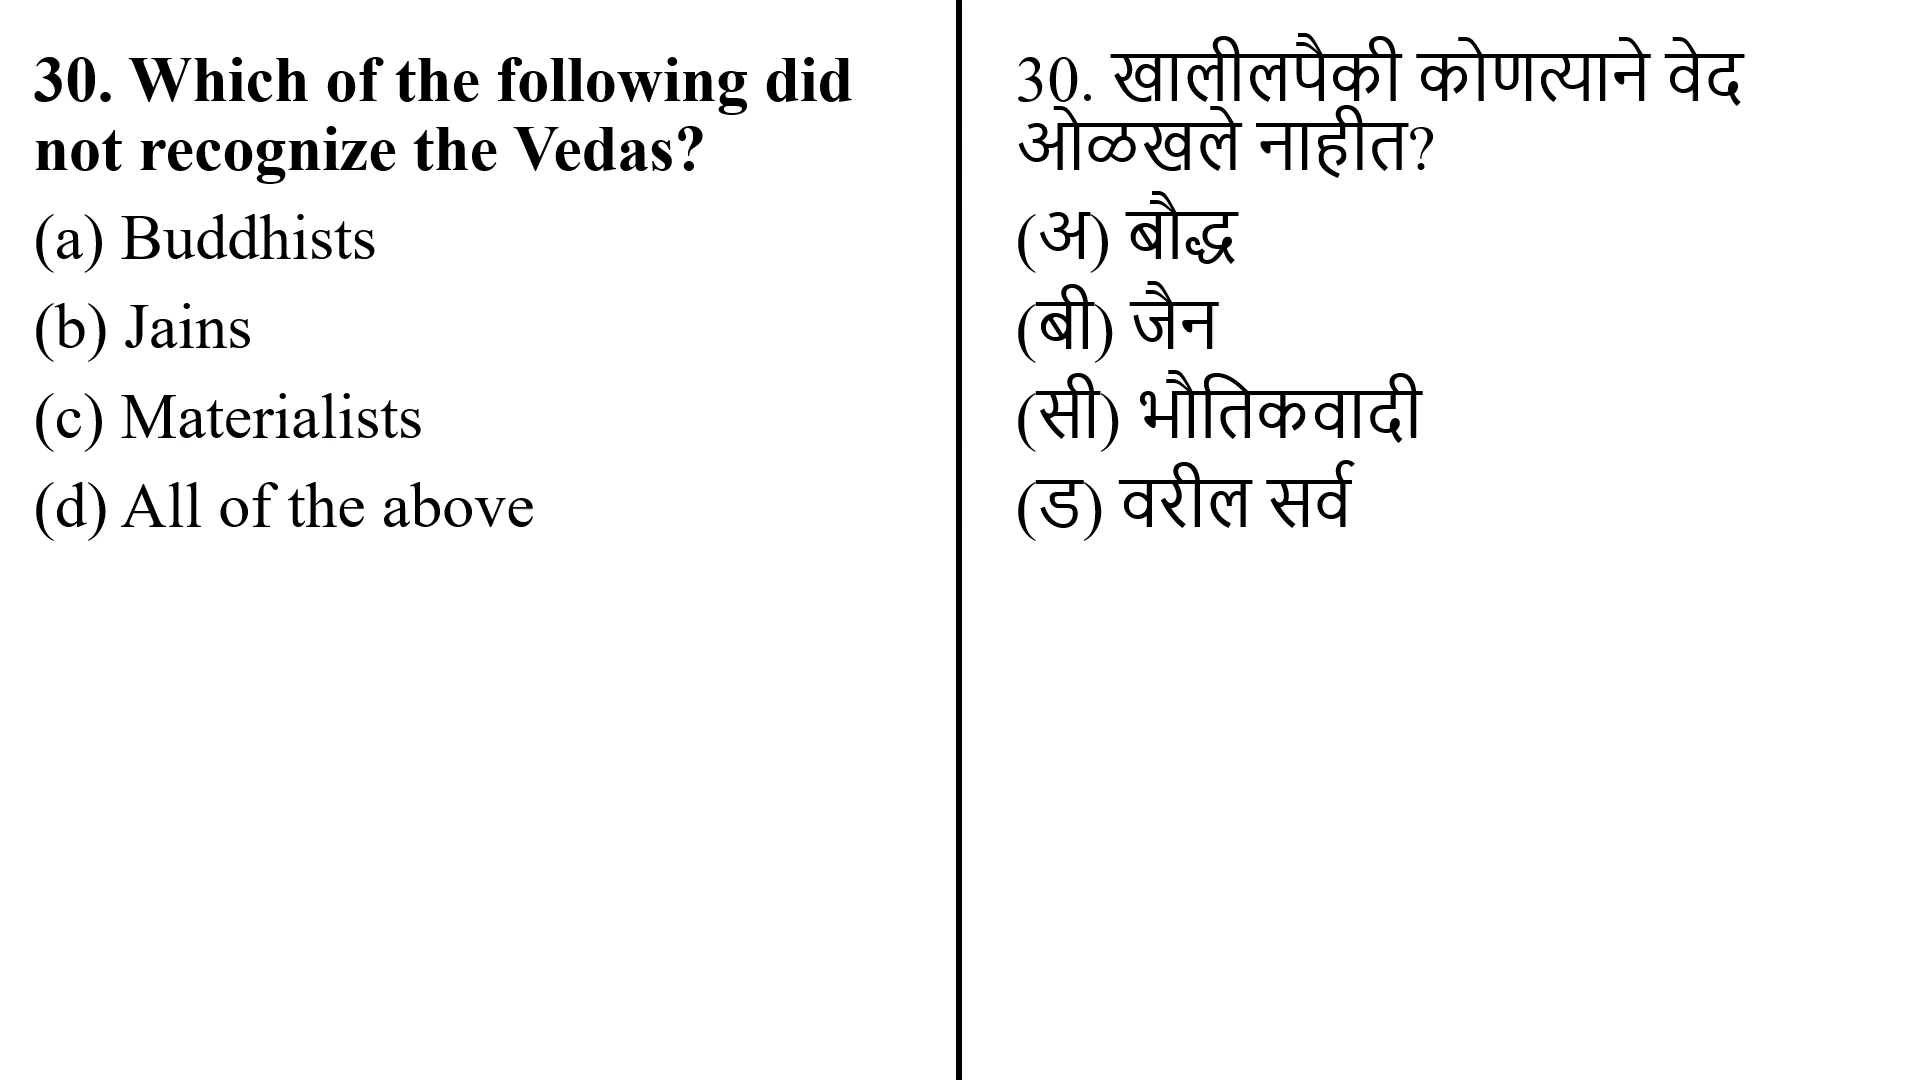 30. Which of the following did
not recognize the Vedas?
(a) Buddhists
(b) Jains
(c) Materialists
(d) All of the above
30. खालीलपैकी कोणत्याने वेद
ओळखले नाहीत?
(अ) बौद्ध
(बी) जैन
(सी) भौतिकवादी
(ड) वरील सर्व